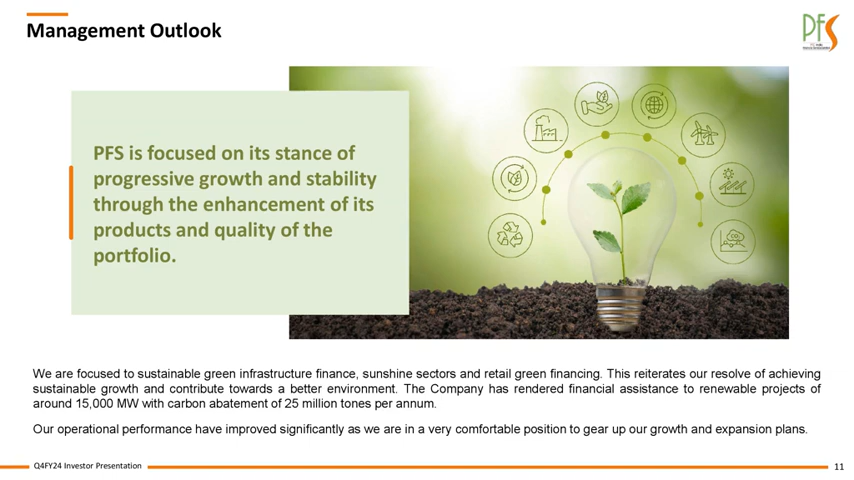 Management Outlook
PFS
PFS is focused on its stance of
progressive growth and stability
through the enhancement of its
products and quality of the
portfolio.
We are focused to sustainable green infrastructure finance, sunshine sectors and retail green financing. This reiterates our resolve of achieving
sustainable growth and contribute towards a better environment. The Company has rendered financial assistance to renewable projects of
around 15,000 MW with carbon abatement of 25 million tones per annum.
Our operational performance have improved significantly as we are in a very comfortable position to gear up our growth and expansion plans.
Q4FY24 Investor Presentation
11